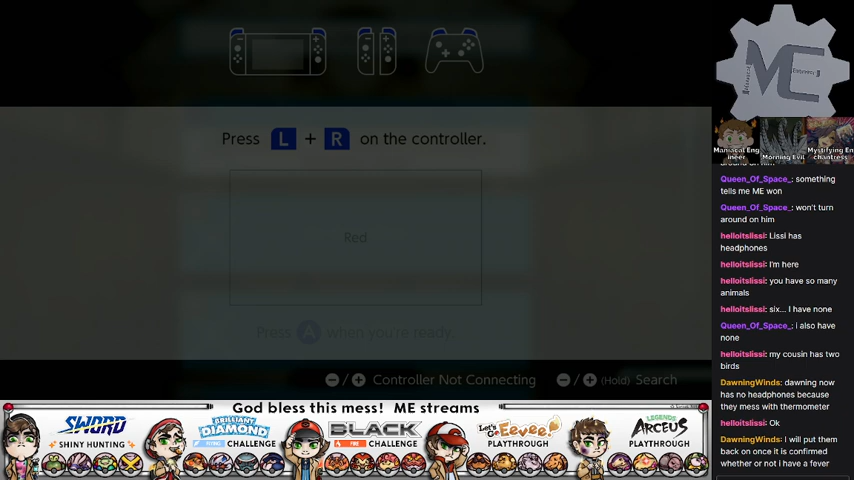 Press L + R on the controller.
Red
Press A when you're ready.
Controller Not Connecting
(Hold) Search
God bless this mess! ME streams
SWORD
SHINY HUNTING
BRILLIANT
DIAMOND
CHALLENGE
BLACK
FIRE CHALLENGE
Let's Go Eevee!
PLAYTHROUGH
LEGENDS
ARCEUS
PLAYTHROUGH
ME
Maniacal Eng
ineer
Morning Evil
Mystifying En
chantress
Queen_Of_Space_: something
tells me ME won
Queen_Of_Space_: won't turn
around on him
helloitslissi: Lissi has
headphones
helloitslissi: I'm here
helloitslissi: you have so many
animals
helloitslissi: six... I have none
Queen_Of_Space_: i also have
none
helloitslissi: my cousin has two
birds
DawningWinds: dawning now
has no headphones because
they mess with thermometer
helloitslissi: Ok
DawningWinds: I will put them
back on once it is confirmed
whether or not i have a fever